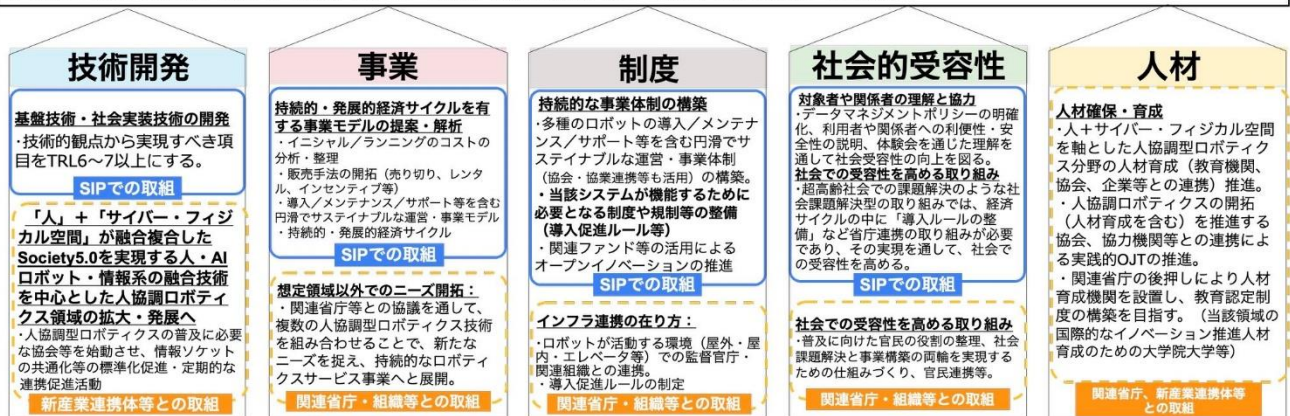 技術開発
基盤技術・社会実装技術の開発
・技術的観点から実現すべき項
目をTRL6〜7以上にする。
SIPでの取組
「人」＋「サイバー・フィジ
カル空間」が融合複合した
Society5.0を実現する人・AI
ロボット・情報系の融合技術
を中心とした人協調ロボティ
クス領域の拡大・発展へ
・人協調型ロボティクスの普及に必要
な協会等を始動させ、情報ソケット
の共通化等の標準化促進・定期的な
連携促進活動
新産業連携体等との取組
事業
持続的・発展的経済サイクルを有
する事業モデルの提案・解析
・イニシャル／ランニングのコストの
分析・整理
・販売手法の開拓（売り切り、レンタ
ル、インセンティブ等）
・導入／メンテナンス／サポート等を含む
円滑でサステイナブルな運営・事業モデル
・持続的・発展的経済サイクル
SIPでの取組
想定領域以外でのニーズ開拓：
・関連省庁等との協議を通して、
複数の人協調型ロボティクス技術
を組み合わせることで、新たな
ニーズを捉え、持続的なロボティ
クスサービス事業へと展開。
関連省庁・組織等との取組
制度
持続的な事業体制の構築
・多種のロボットの導入／メンテナ
ンス／サポート等を含む円滑でサ
ステイナブルな運営・事業体制
（協会・協業連携等も活用）の構築。
・当該システムが機能するために
必要となる制度や規制等の整備
（導入促進ルール等）
・関連ファンド等の活用による
オープンイノベーションの推進
SIPでの取組
インフラ連携の在り方：
・ロボットが活動する環境（屋外・屋
内・エレベータ等）での監督官庁・
関連組織との連携。
・導入促進ルールの制定
関連省庁・組織等との取組
社会的受容性
対象者や関係者の理解と協力
・データマネジメントポリシーの明確
化、利用者や関係者への利便性・安
全性の説明、体験会を通じた理解を
通して社会受容性の向上を図る。
社会での受容性を高める取り組み
・超高齢社会での課題解決のような社
会課題解決型の取り組みでは、経済
サイクルの中に「導入ルールの整
備」など省庁連携の取り組みが必要
であり、その実現を通して、社会で
の受容性を高める。
SIPでの取組
社会での受容性を高める取り組み
・普及に向けた官民の役割の整理、社会
課題解決と事業構築の両輪を実現する
ための仕組みづくり、官民連携等。
関連省庁・組織等との取組
人材
人材確保・育成
・人＋サイバー・フィジカル空間
を軸とした人協調型ロボティク
ス分野の人材育成（教育機関、
協会、企業等との連携）推進。
・人協調ロボティクスの開拓
（人材育成を含む）を推進する
協会、協力機関等との連携によ
る実践的OJTの推進。
・関連省庁の後押しにより人材
育成機関を設置し、教育認定制
度の構築を目指す。（当該領域の
国際的なイノベーション推進人材
育成のための大学院大学等）
関連省庁、新産業連携体等
との取組